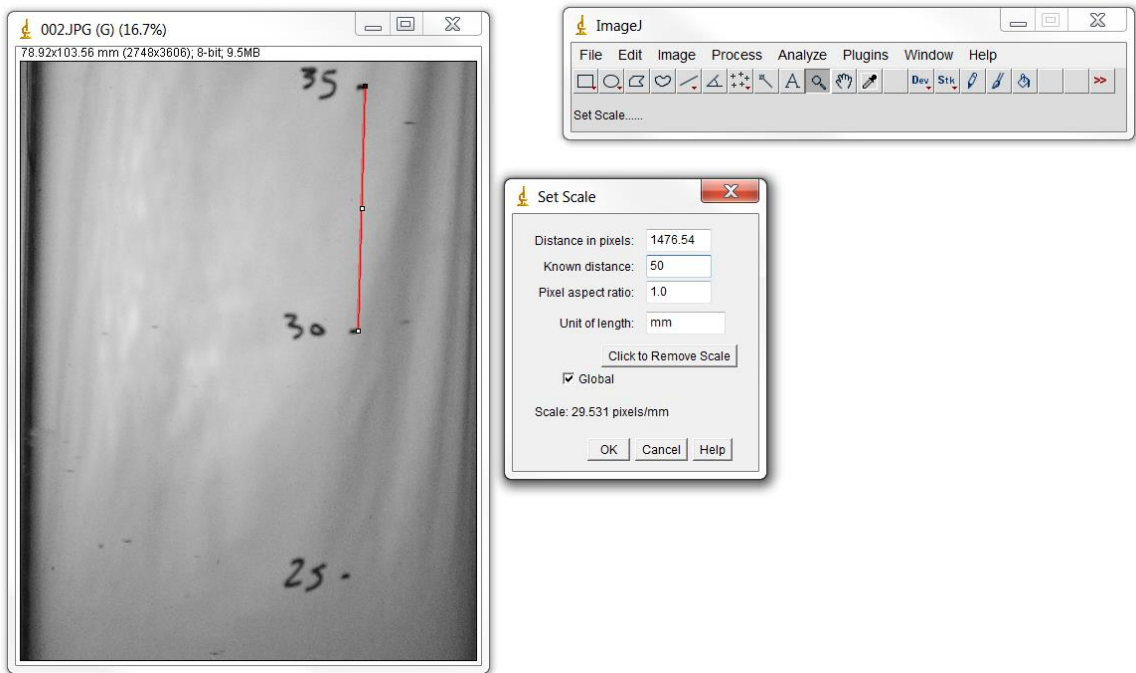 002.JPG (G) (16.7%)
78.92x103.56 mm (2748x3606); 8-bit; 9.5MB
35
30
25
ImageJ
File Edit Image Process Analyze Plugins Window Help
A Dev Stk >>
Set Scale......
Set Scale
Distance in pixels: 1476.54
Known distance: 50
Pixel aspect ratio: 1.0
Unit of length: mm
Click to Remove Scale
Global
Scale: 29.531 pixels/mm
OK Cancel Help